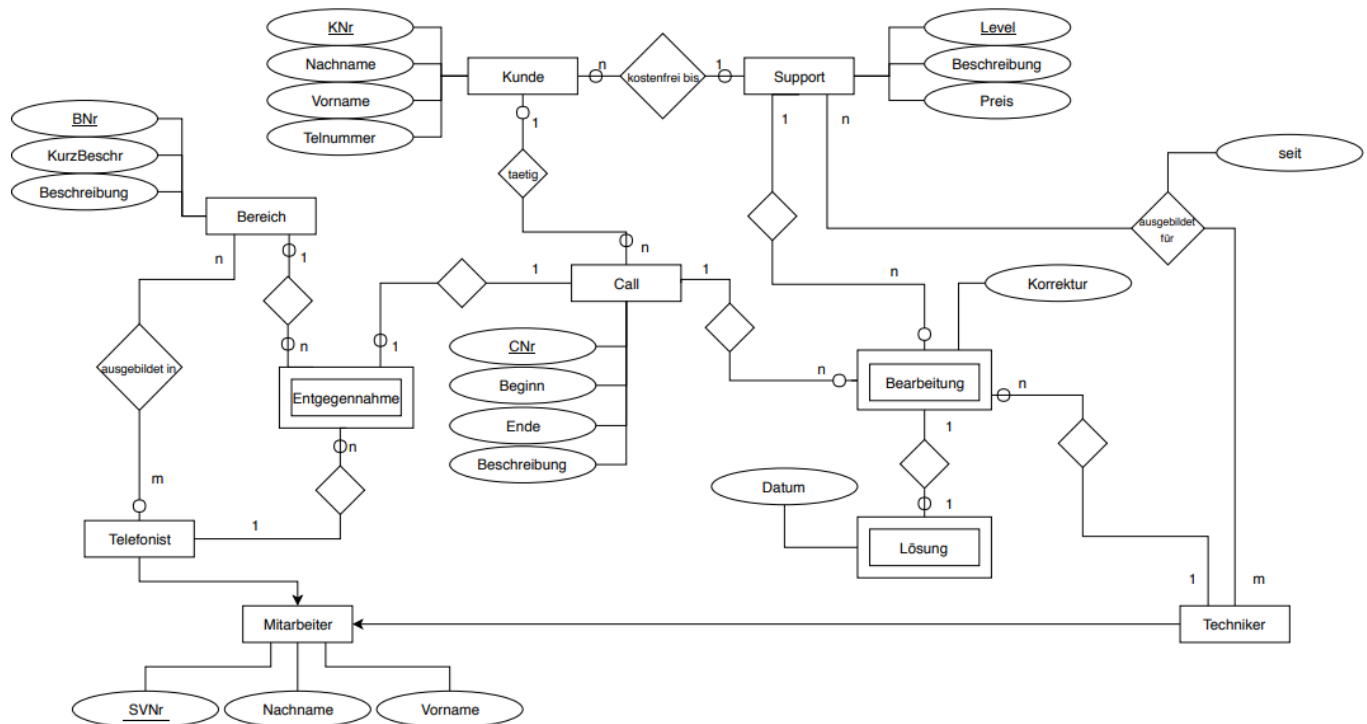 KNr
Nachname
Vorname
Telnummer
Kunde
n
kostenfrei bis
1
Support
Level
Beschreibung
Preis
BNr
KurzBeschr
Beschreibung
Bereich
1
taetig
n
1
n
seit
ausgebildet
für
n
1
n
1
Call
1
n
Korrektur
n
1
CNr
Beginn
Ende
Beschreibung
ausgebildet in
Entgegennahme
n
n
Bearbeitung
n
1
m
1
Telefonist
Datum
1
Lösung
1
m
Mitarbeiter
Techniker
SVNr
Nachname
Vorname